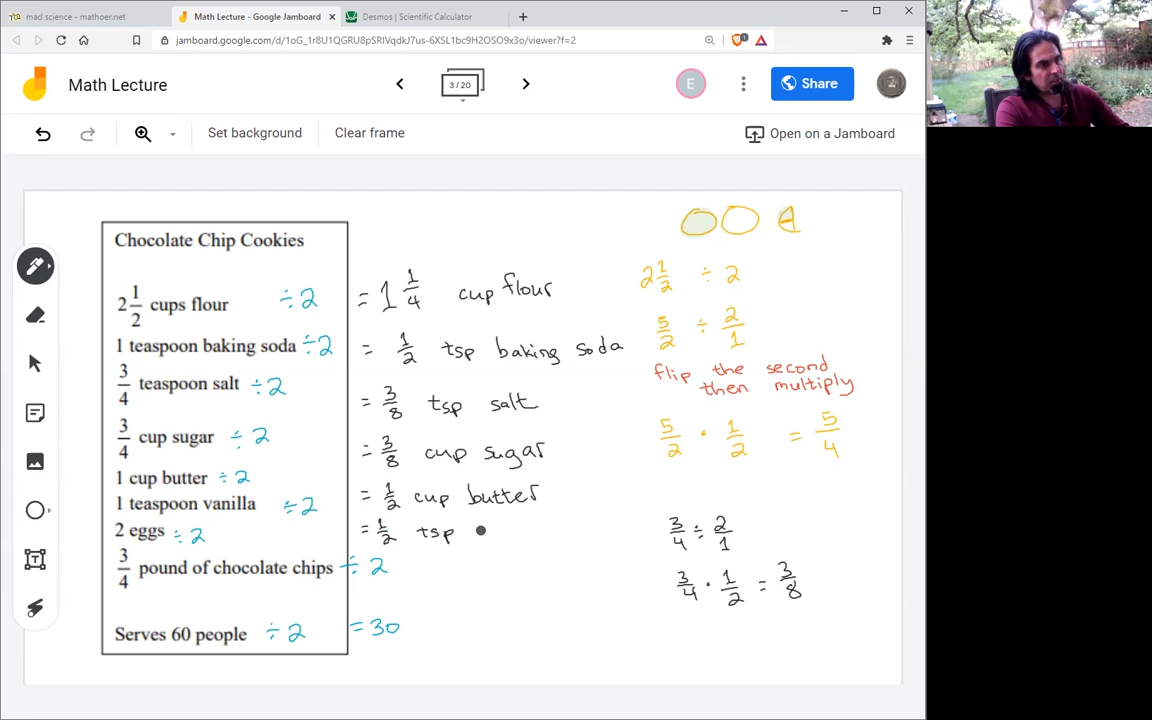 mad science - mathoer.net
Math Lecture - Google Jamboard
Desmos | Scientific Calculator
jamboard.google.com/d/1oG_1r8U1QGRU8pSRlVqdkJ7us-6XSL1bc9H2OSO9x3o/viewer?f=2
Math Lecture
3 / 20
E
Share
Set background
Clear frame
Open on a Jamboard
Chocolate Chip Cookies
2 1/2 cups flour ÷2 = 1 1/4 cup flour
1 teaspoon baking soda ÷2 = 1/2 tsp baking soda
3/4 teaspoon salt ÷2 = 3/8 tsp salt
3/4 cup sugar ÷2 = 3/8 cup sugar
1 cup butter ÷2 = 1/2 cup butter
1 teaspoon vanilla ÷2 = 1/2 tsp
2 eggs ÷2
3/4 pound of chocolate chips ÷2
Serves 60 people ÷2 = 30
2 1/2 ÷ 2
5/2 ÷ 2/1
flip the second
then multiply
5/2 · 1/2 = 5/4
3/4 ÷ 2/1
3/4 · 1/2 = 3/8